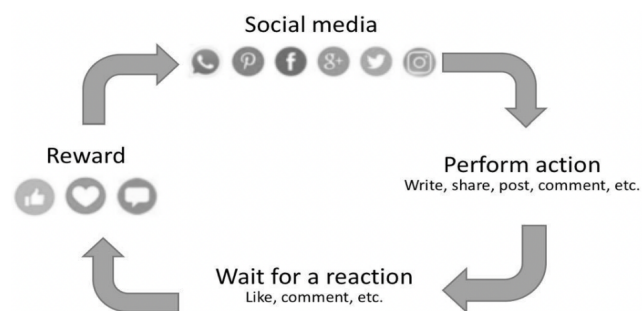 Social media
Perform action
Write, share, post, comment, etc.
Wait for a reaction
Like, comment, etc.
Reward